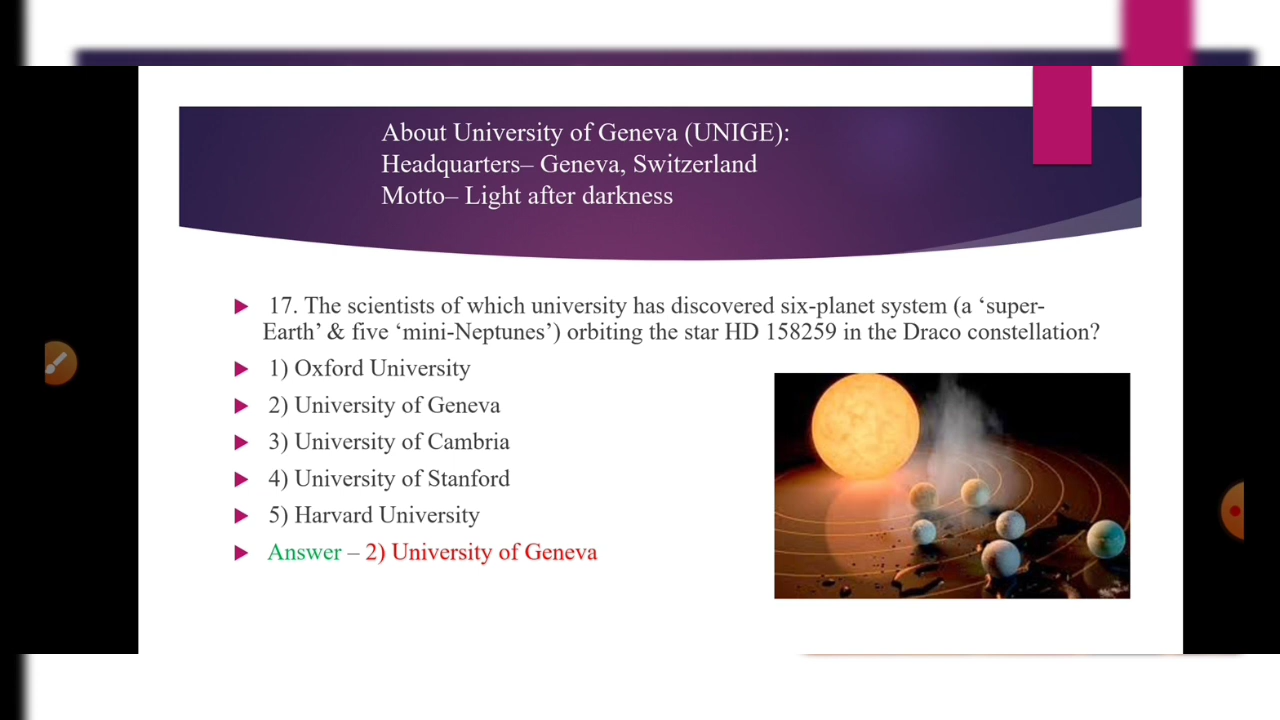 About University of Geneva (UNIGE):
Headquarters– Geneva, Switzerland
Motto– Light after darkness
17. The scientists of which university has discovered six-planet system (a ‘super-
Earth’ & five ‘mini-Neptunes’) orbiting the star HD 158259 in the Draco constellation?
1) Oxford University
2) University of Geneva
3) University of Cambria
4) University of Stanford
5) Harvard University
Answer – 2) University of Geneva